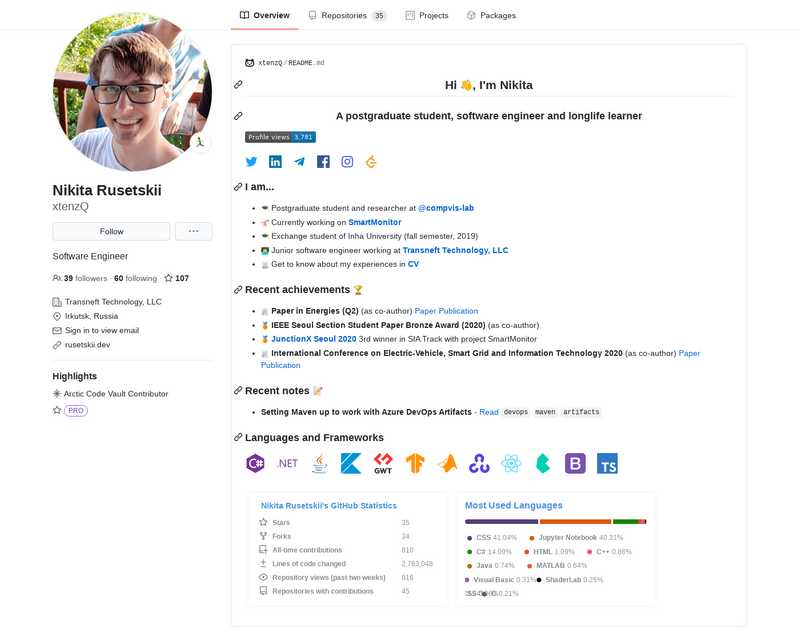 Overview
Repositories 35
Projects
Packages
xtenzQ/README.md
Hi 👋, I'm Nikita
A postgraduate student, software engineer and longlife learner
Profile views 3,781
Nikita Rusetskii
xtenzQ
Follow
Software Engineer
39 followers · 60 following · 107
Transneft Technology, LLC
Irkutsk, Russia
Sign in to view email
rusetskii.dev
Highlights
Arctic Code Vault Contributor
PRO
I am...
Postgraduate student and researcher at @compvis-lab
Currently working on SmartMonitor
Exchange student of Inha University (fall semester, 2019)
Junior software engineer working at Transneft Technology, LLC
Get to know about my experiences in CV
Recent achievements 🏆
Paper in Energies (Q2) (as co-author) Paper Publication
IEEE Seoul Section Student Paper Bronze Award (2020) (as co-author)
JunctionX Seoul 2020 3rd winner in SIA Track with project SmartMonitor
International Conference on Electric-Vehicle, Smart Grid and Information Technology 2020 (as co-author) Paper
Publication
Recent notes 📝
Setting Maven up to work with Azure DevOps Artifacts - Read devops maven artifacts
Languages and Frameworks
C# .NET Java GWT B TS
Nikita Rusetskii's GitHub Statistics
Stars 35
Forks 34
All-time contributions 810
Lines of code changed 2,763,048
Repository views (past two weeks) 616
Repositories with contributions 45
Most Used Languages
CSS 41.04% Jupyter Notebook 40.31%
C# 14.09% HTML 1.09% C++ 0.86%
Java 0.74% MATLAB 0.64%
Visual Basic 0.31% ShaderLab 0.25%
0.21%